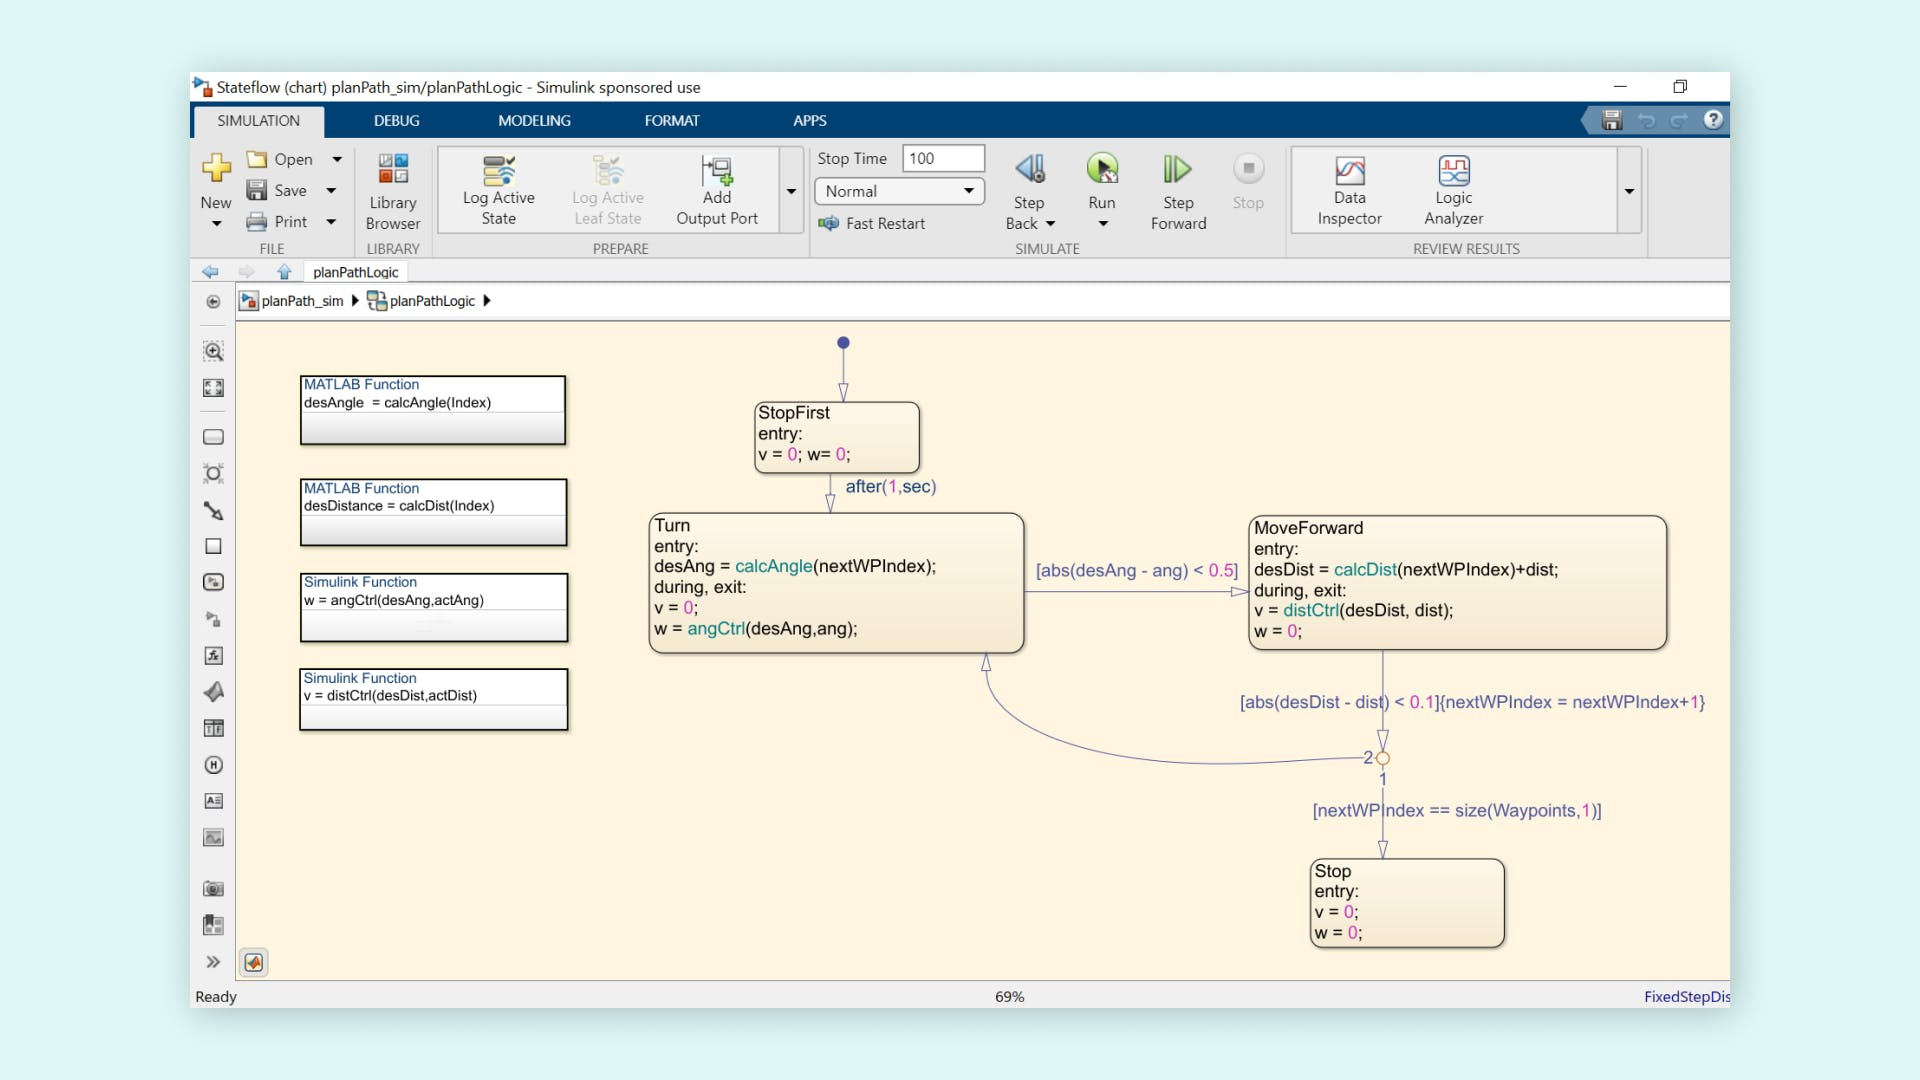 Stateflow (chart) planPath_sim/planPathLogic - Simulink sponsored use
SIMULATION DEBUG MODELING FORMAT APPS
New
Open
Save
Print
FILE
Library Browser
LIBRARY
Log Active State
Log Active Leaf State
Add Output Port
PREPARE
Stop Time 100
Normal
Fast Restart
Step Back
Run
Step Forward
Stop
SIMULATE
Data Inspector
Logic Analyzer
REVIEW RESULTS
planPathLogic
planPath_sim planPathLogic
MATLAB Function
desAngle = calcAngle(Index)
MATLAB Function
desDistance = calcDist(Index)
Simulink Function
w = angCtrl(desAng,actAng)
Simulink Function
v = distCtrl(desDist,actDist)
StopFirst
entry:
v = 0; w= 0;
after(1,sec)
Turn
entry:
desAng = calcAngle(nextWPIndex);
during, exit:
v = 0;
w = angCtrl(desAng,ang);
[abs(desAng - ang) < 0.5]
MoveForward
entry:
desDist = calcDist(nextWPIndex)+dist;
during, exit:
v = distCtrl(desDist, dist);
w = 0;
[abs(desDist - dist) < 0.1]{nextWPIndex = nextWPIndex+1}
2
1
[nextWPIndex == size(Waypoints,1)]
Stop
entry:
v = 0;
w = 0;
Ready
69%
FixedStepDis